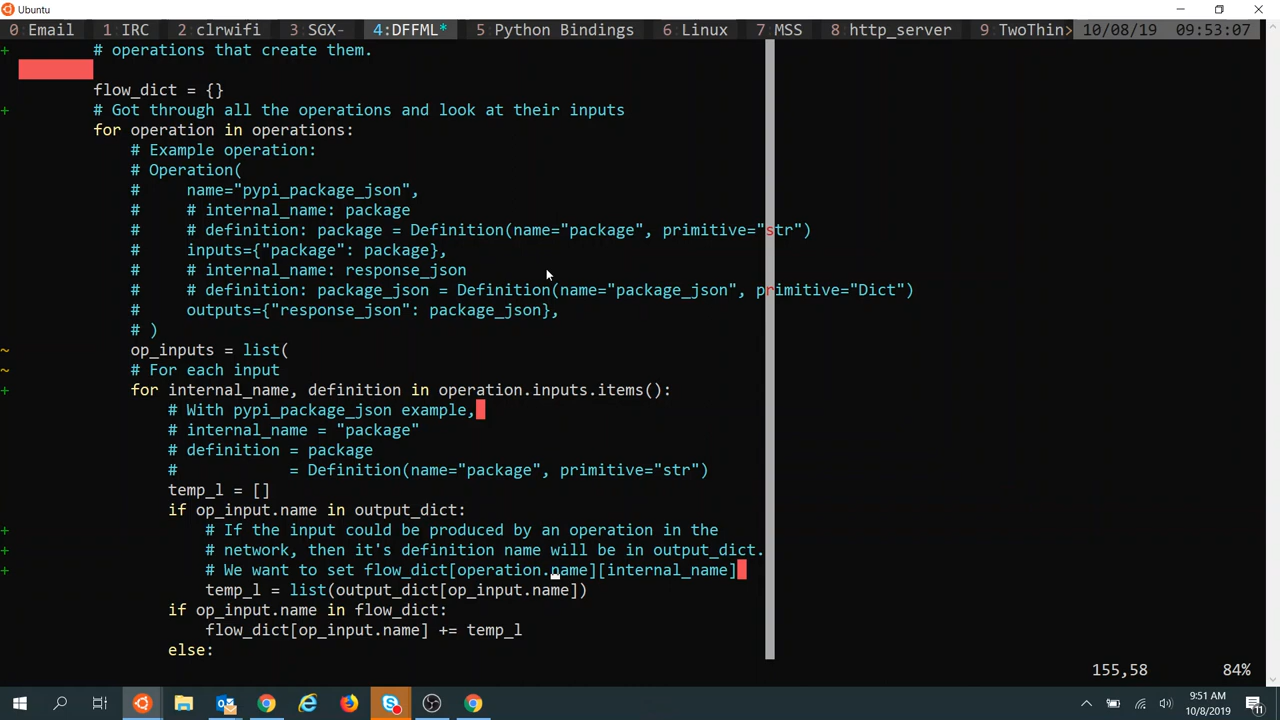 Ubuntu
0 Email 1 IRC 2 clrwifi 3 SGX- 4:DFFML* 5 Python Bindings 6 Linux 7 MSS 8 http_server 9 TwoThin> 10/08/19 09:53:07
+ # operations that create them.
flow_dict = {}
+ # Got through all the operations and look at their inputs
for operation in operations:
# Example operation:
# Operation(
# name="pypi_package_json",
# # internal_name: package
# # definition: package = Definition(name="package", primitive="str")
# inputs={"package": package},
# # internal_name: response_json
# # definition: package_json = Definition(name="package_json", primitive="Dict")
# outputs={"response_json": package_json},
# )
~ op_inputs = list(
~ # For each input
+ for internal_name, definition in operation.inputs.items():
# With pypi_package_json example,
# internal_name = "package"
# definition = package
# = Definition(name="package", primitive="str")
temp_l = []
if op_input.name in output_dict:
+ # If the input could be produced by an operation in the
+ # network, then it's definition name will be in output_dict.
+ # We want to set flow_dict[operation.name][internal_name]
temp_l = list(output_dict[op_input.name])
if op_input.name in flow_dict:
flow_dict[op_input.name] += temp_l
else:
155,58 84%
9:51 AM
10/8/2019
11